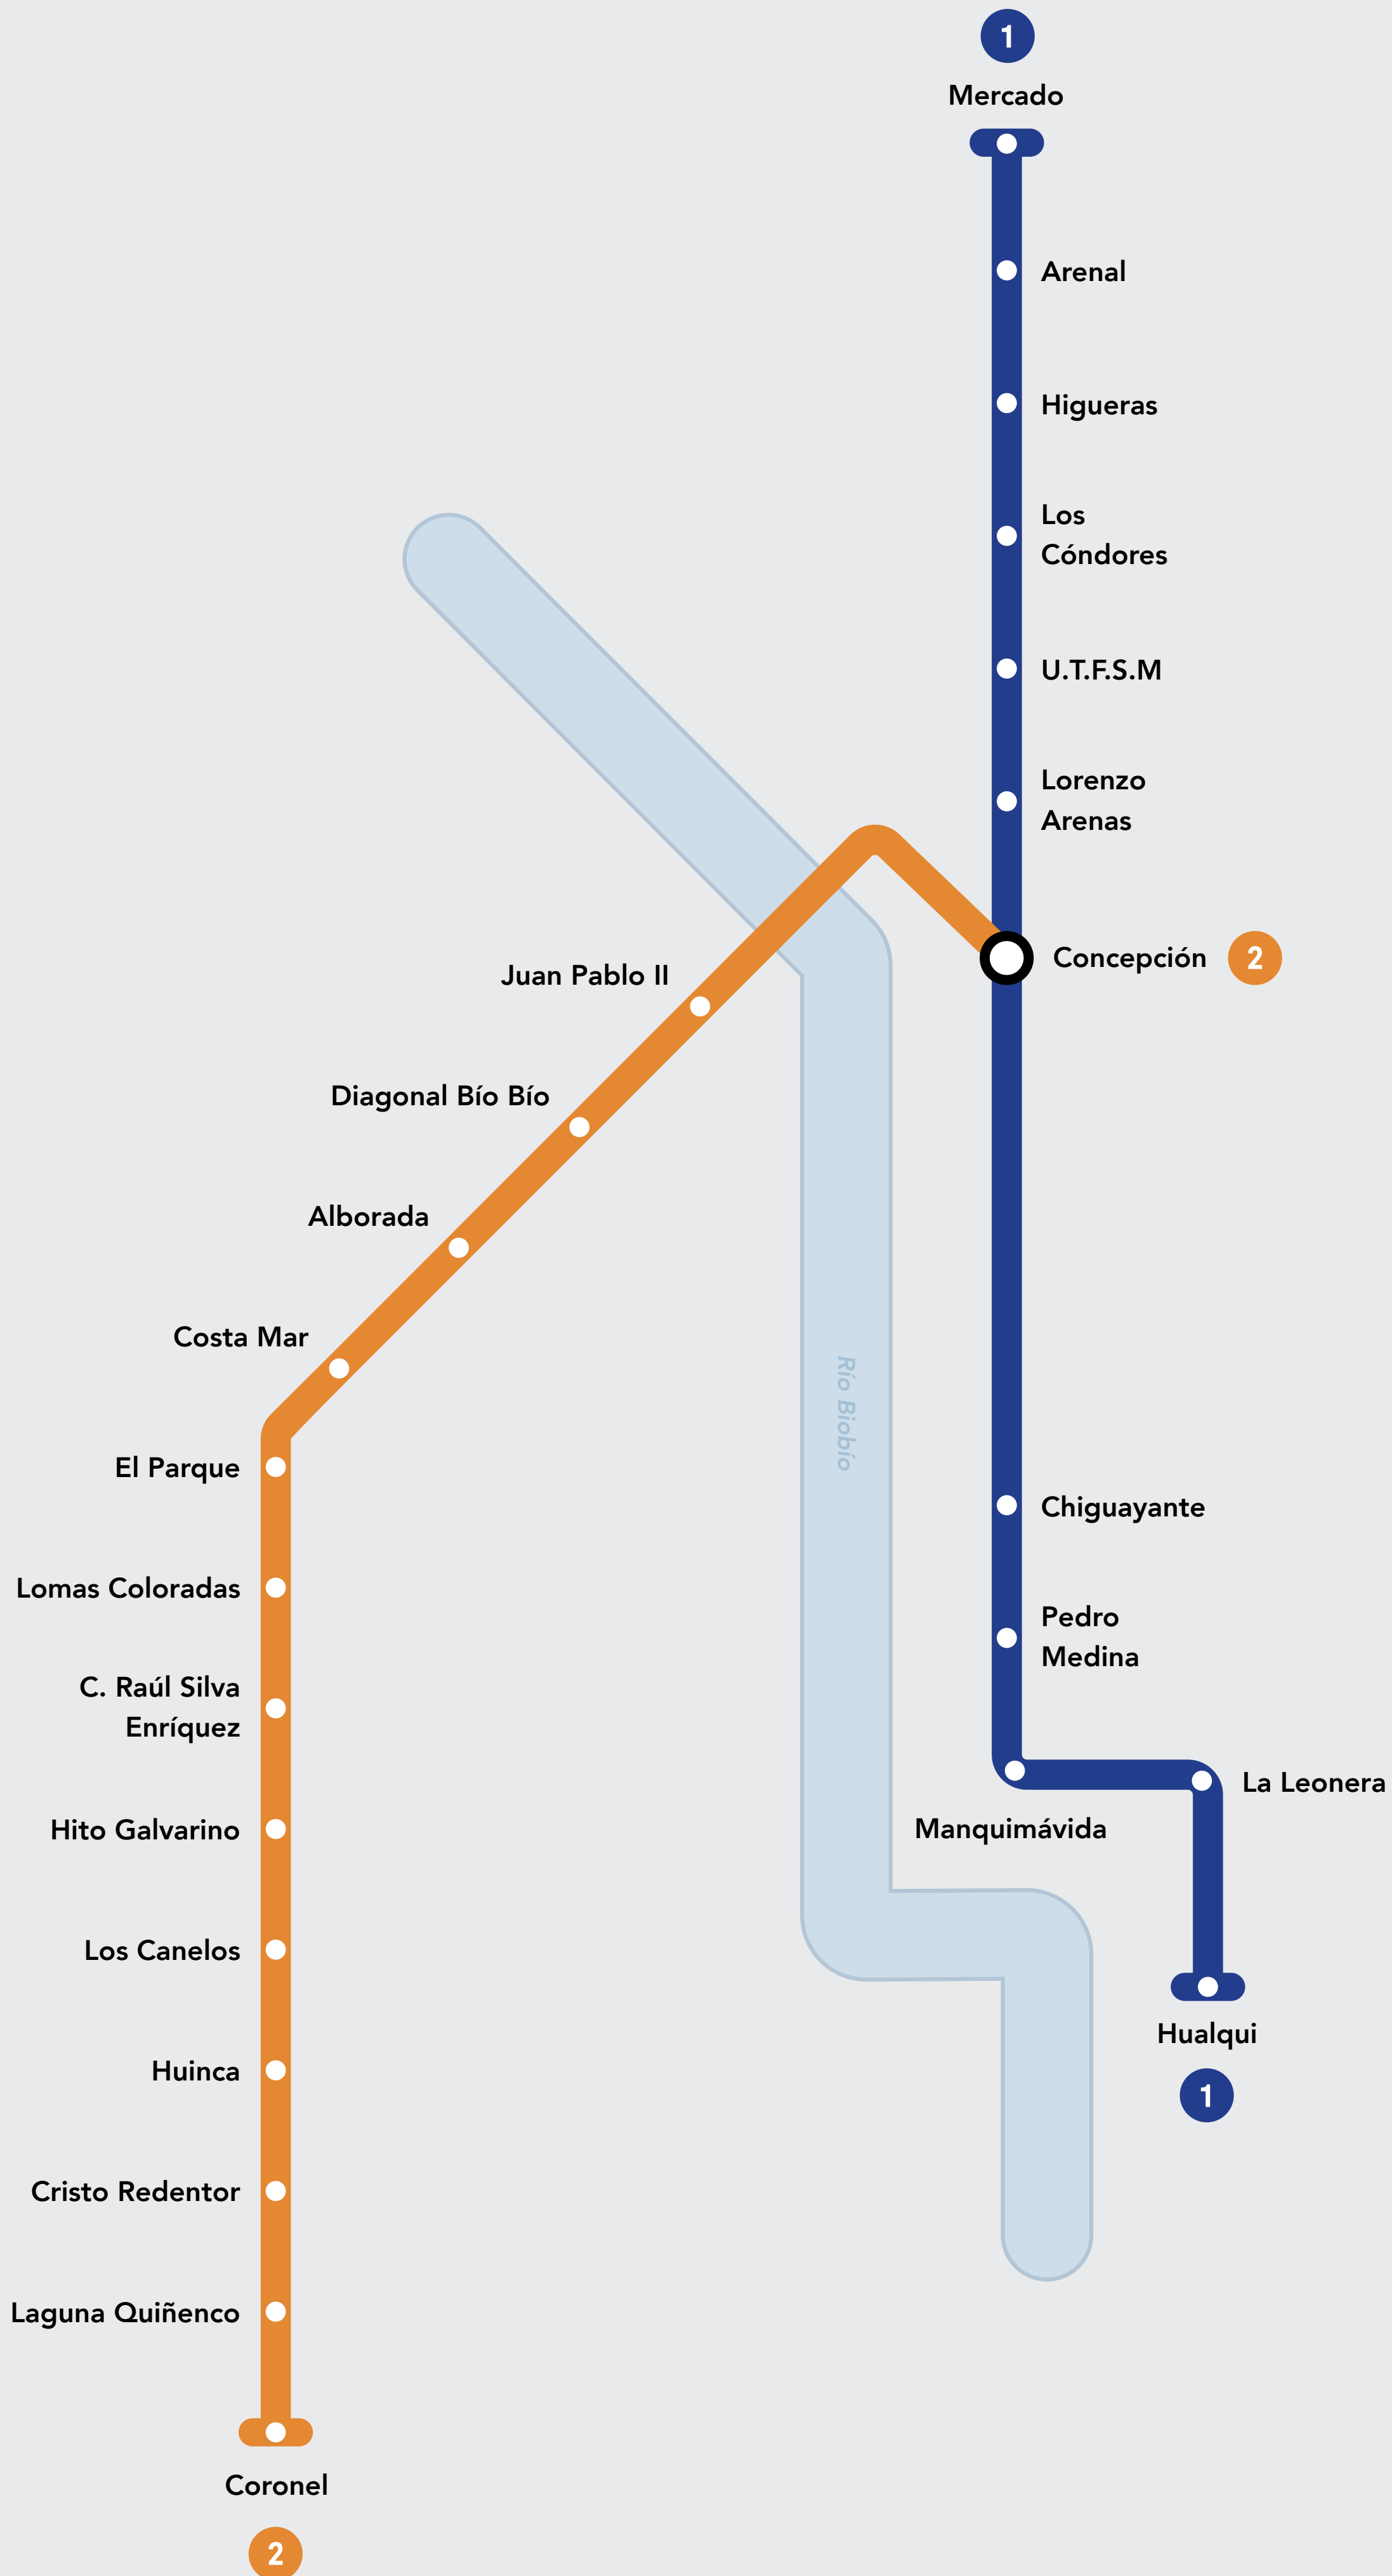 1
Mercado
Arenal
Higueras
Los
Cóndores
U.T.F.S.M
Lorenzo
Arenas
Concepción 2
Juan Pablo II
Diagonal Bío Bío
Alborada
Costa Mar
El Parque
Lomas Coloradas
C. Raúl Silva
Enríquez
Hito Galvarino
Los Canelos
Huinca
Cristo Redentor
Laguna Quiñenco
Coronel
2
Río Biobío
Chiguayante
Pedro
Medina
Manquimávida
La Leonera
Hualqui
1